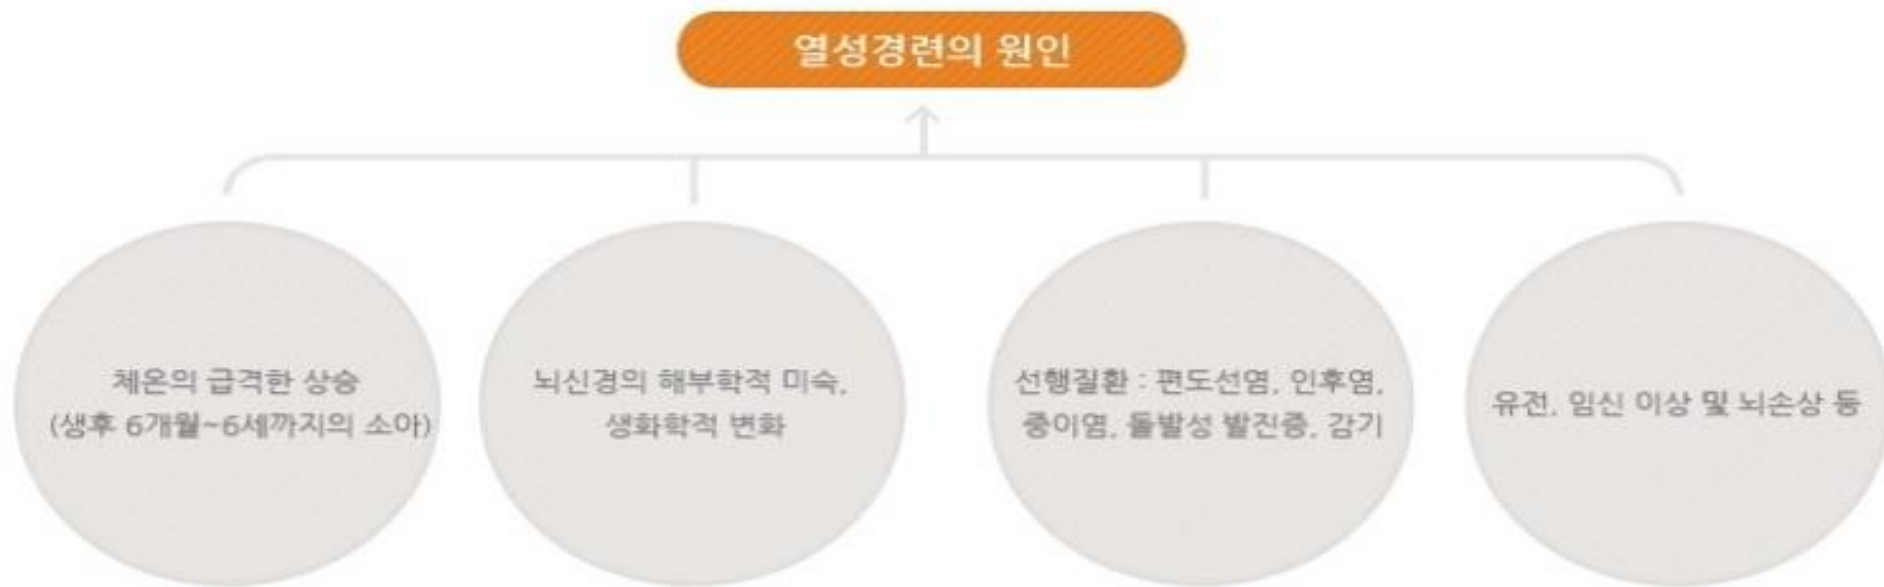 열성경련의 원인
체온의 급격한 상승
(생후 6개월~6세까지의 소아)
뇌신경의 해부학적 미숙,
생화학적 변화
선행질환 : 편도선염, 인후염,
중이염, 돌발성 발진증, 감기
유전, 임신 이상 및 뇌손상 등